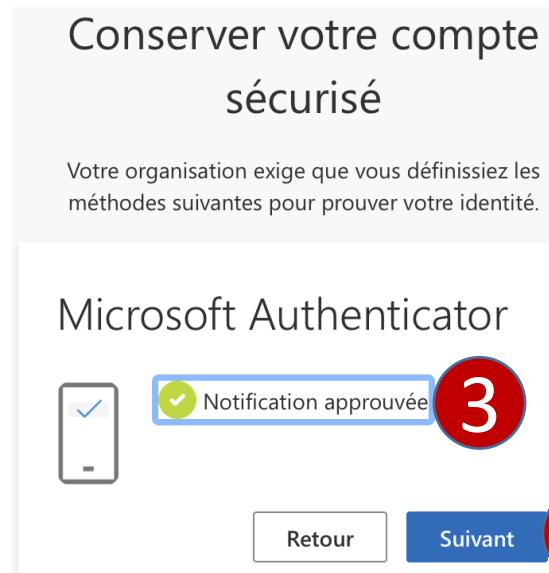 Conserver votre compte
sécurisé
Votre organisation exige que vous définissiez les
méthodes suivantes pour prouver votre identité.
Microsoft Authenticator
Notification approuvée
3
Retour
Suivant